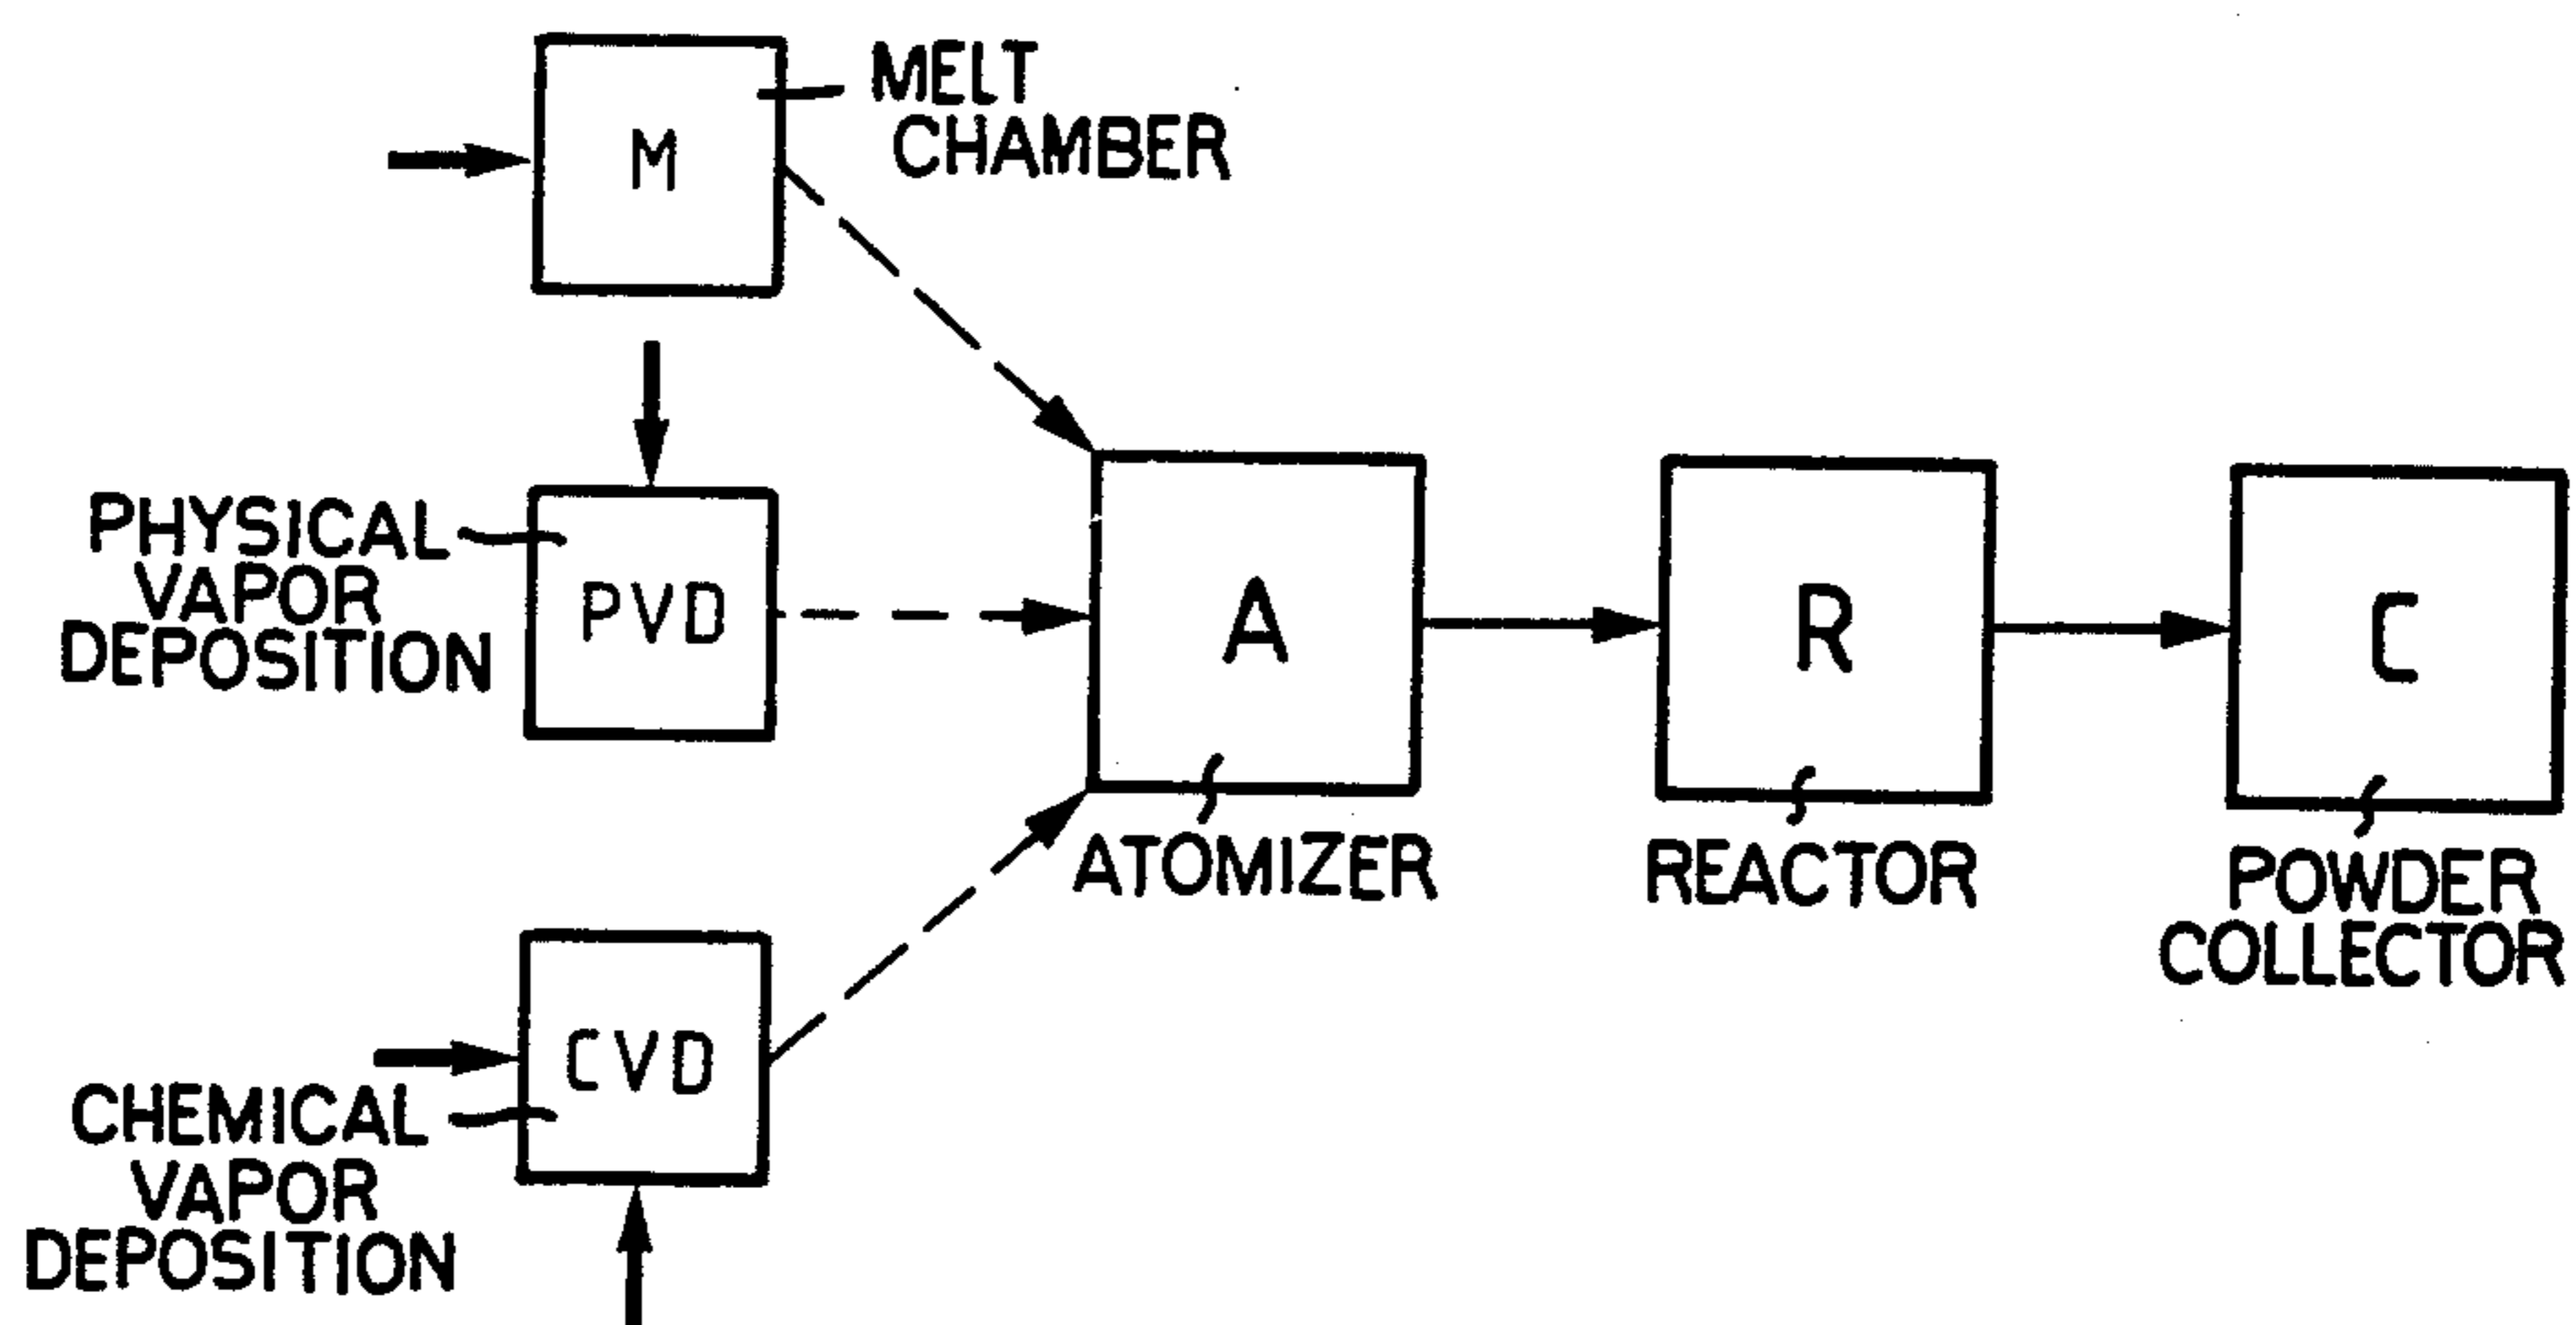 M
MELT
CHAMBER
PHYSICAL
VAPOR
DEPOSITION
PVD
A
ATOMIZER
R
REACTOR
C
POWDER
COLLECTOR
CVD
CHEMICAL
VAPOR
DEPOSITION